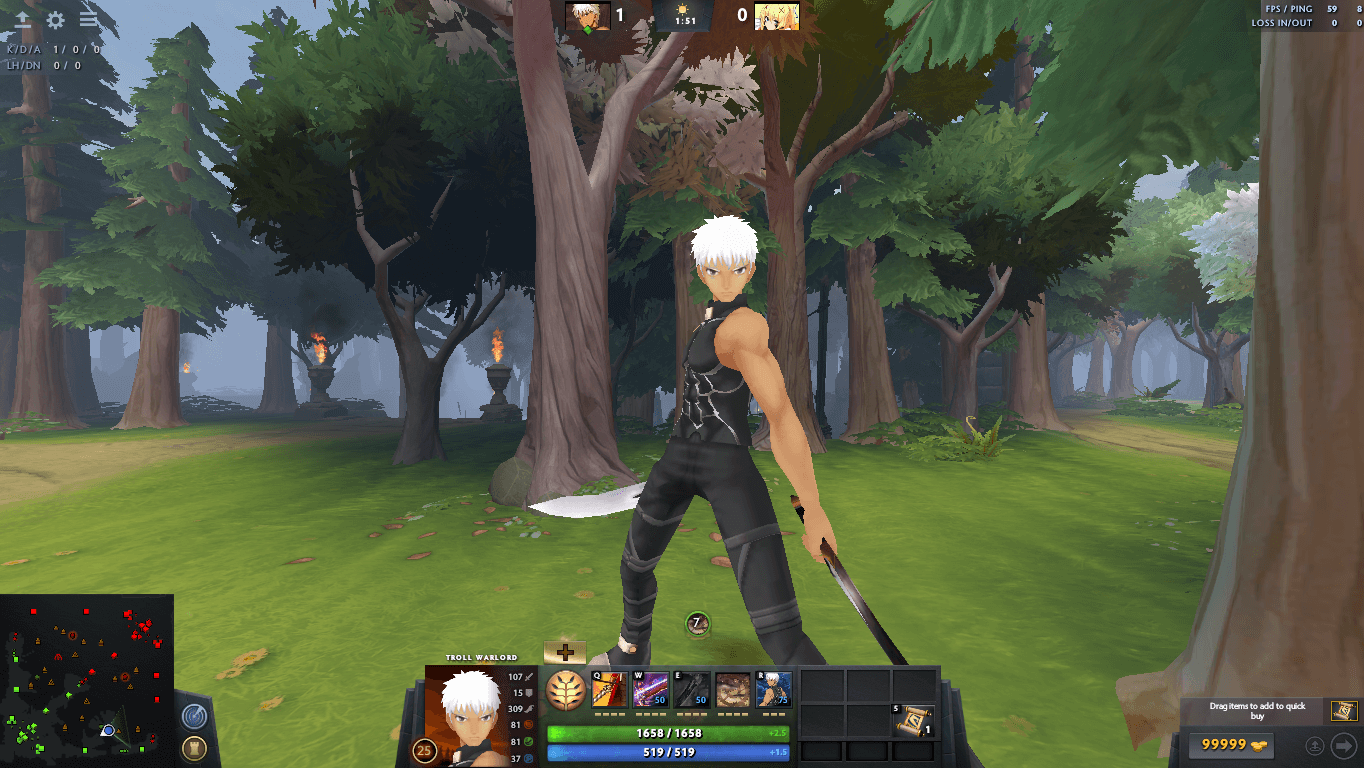 1 1:51 0
FPS / PING 59 8
LOSS IN/OUT 0 0
K/D/A 1 / 0 / 0
LH/DN 0 / 0
7
TROLL WARLORD
107
15
309
81
81
37
25
Q W 50 E 50 R 75
1658 / 1658 +2.5
519 / 519 +1.5
5 1
Drag items to add to quick
buy
99999